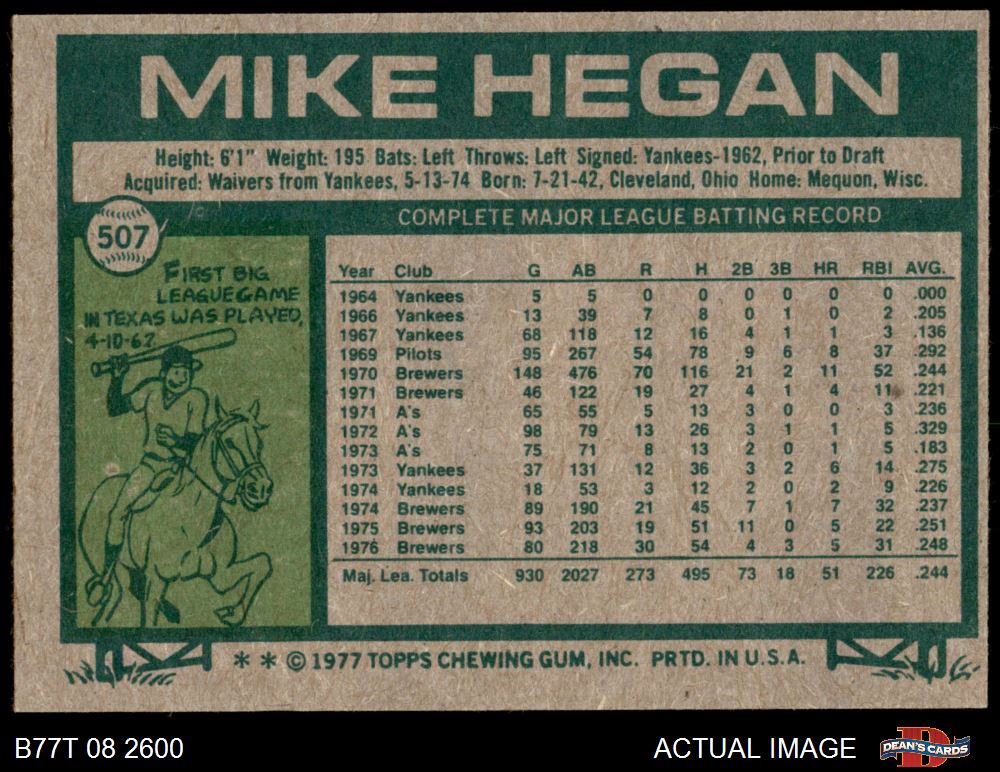 MIKE HEGAN
Height: 6'1" Weight: 195 Bats: Left Throws: Left Signed: Yankees-1962, Prior to Draft
Acquired: Waivers from Yankees, 5-13-74 Born: 7-21-42, Cleveland, Ohio Home: Mequon, Wisc.
507
COMPLETE MAJOR LEAGUE BATTING RECORD
FIRST BIG
LEAGUE GAME
IN TEXAS WAS PLAYED,
4-10-62
Year Club G AB R H 2B 3B HR RBI AVG.
1964 Yankees 5 5 0 0 0 0 0 0 .000
1966 Yankees 13 39 7 8 0 1 0 2 .205
1967 Yankees 68 118 12 16 4 1 1 3 .136
1969 Pilots 95 267 54 78 9 6 8 37 .292
1970 Brewers 148 476 70 116 21 2 11 52 .244
1971 Brewers 46 122 19 27 4 1 4 11 .221
1971 A's 65 55 5 13 3 0 0 3 .236
1972 A's 98 79 13 26 3 1 1 5 .329
1973 A's 75 71 8 13 2 0 1 5 .183
1973 Yankees 37 131 12 36 3 2 6 14 .275
1974 Yankees 18 53 3 12 2 0 2 9 .226
1974 Brewers 89 190 21 45 7 1 7 32 .237
1975 Brewers 93 203 19 51 11 0 5 22 .251
1976 Brewers 80 218 30 54 4 3 5 31 .248
Maj. Lea. Totals 930 2027 273 495 73 18 51 226 .244
* * © 1977 TOPPS CHEWING GUM, INC. PRTD. IN U.S.A.
B77T 08 2600
ACTUAL IMAGE
D
DEAN'S CARDS